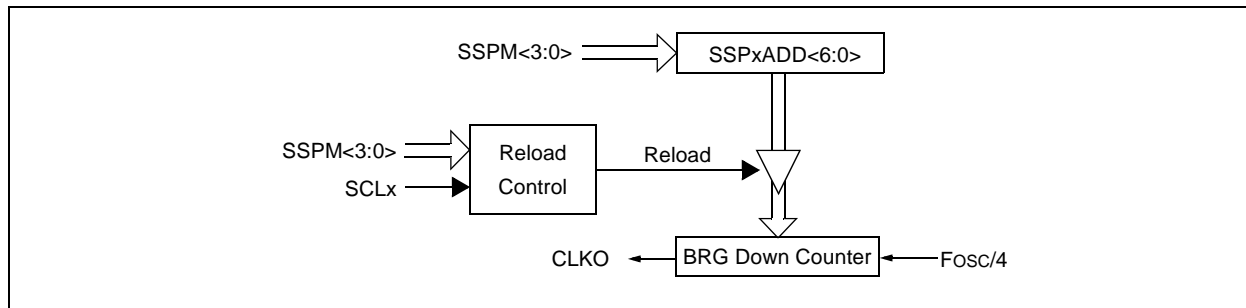 SSPM<3:0>
SSPxADD<6:0>
SSPM<3:0>
SCLx
Reload
Control
Reload
CLKO
BRG Down Counter
FOSC/4